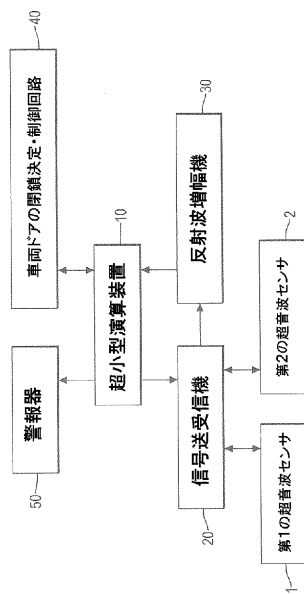 車両ドアの閉鎖決定・制御回路
40
警報器
50
超小型演算装置
10
反射波増幅機
30
信号送受信機
20
第2の超音波センサ
2
第1の超音波センサ
1